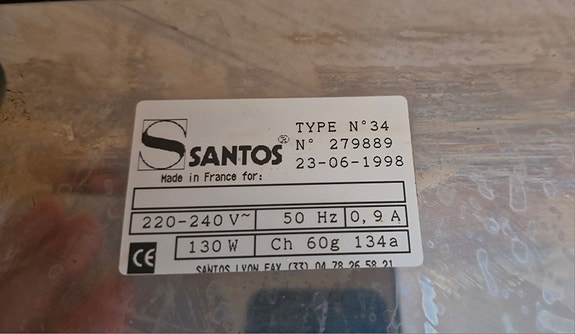 S SANTOS®
TYPE N°34
N° 279889
23-06-1998
Made in France for:
220-240 V~ 50 Hz 0,9 A
CE 130 W Ch 60g 134a
SANTOS LYON FAX (33) 04 78 26 58 21